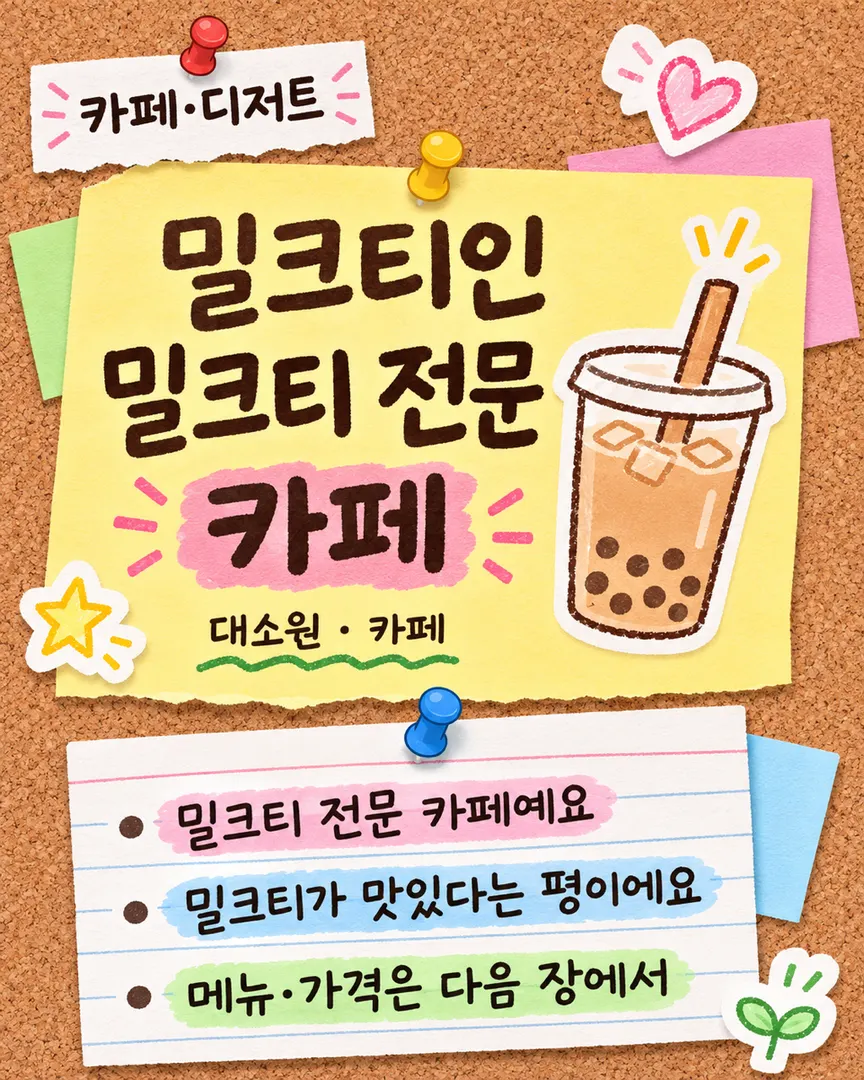 카페·디저트
밀크티인
밀크티 전문
카페
대소원 · 카페
밀크티 전문 카페예요
밀크티가 맛있다는 평이에요
메뉴·가격은 다음 장에서